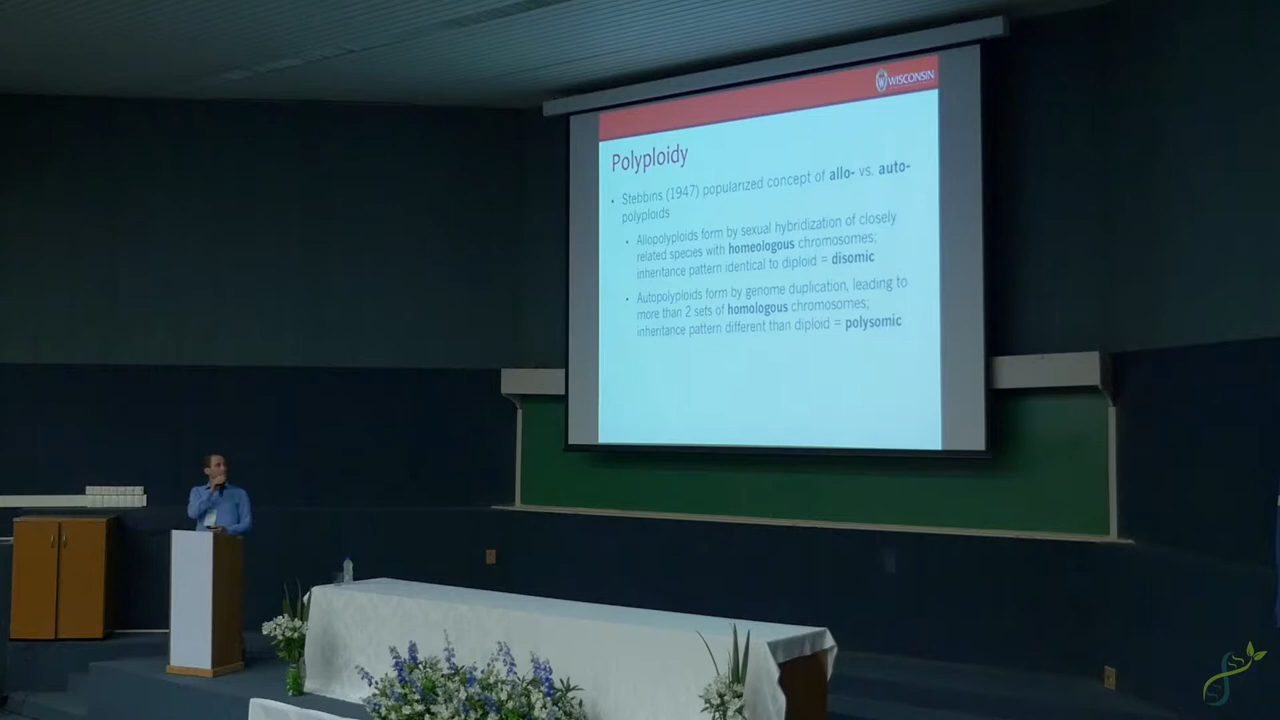 WISCONSIN
Polyploidy
• Stebbins (1947) popularized concept of allo- vs. auto-
polyploids
• Allopolyploids form by sexual hybridization of closely
related species with homeologous chromosomes;
inheritance pattern identical to diploid = disomic
• Autopolyploids form by genome duplication, leading to
more than 2 sets of homologous chromosomes;
inheritance pattern different than diploid = polysomic